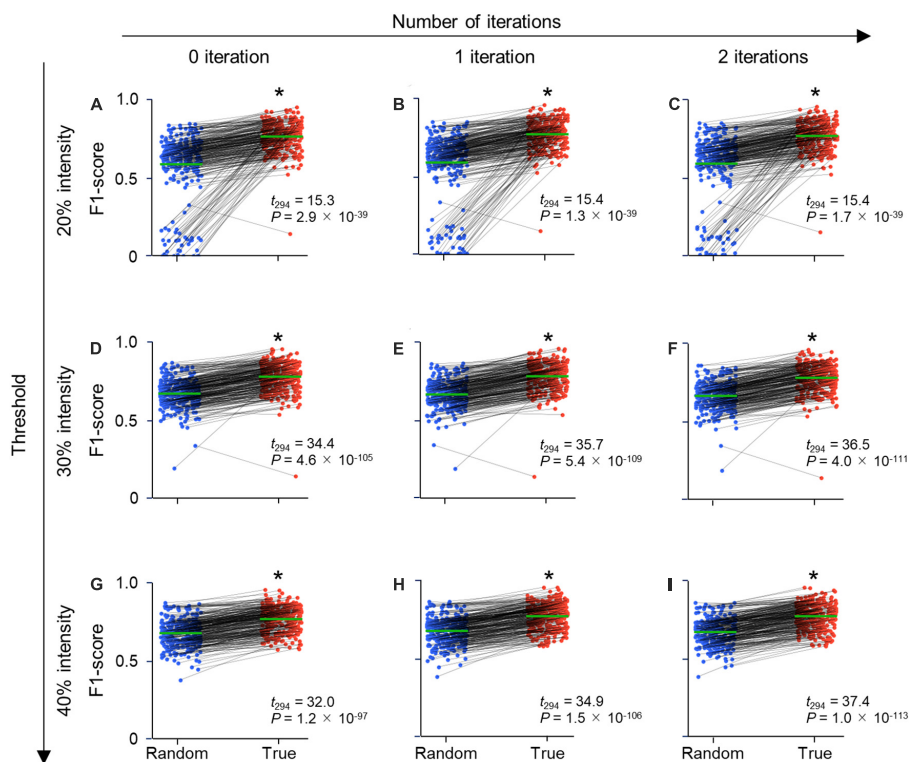 Number of iterations
0 iteration 1 iteration 2 iterations
Threshold
20% intensity
F1-score
A 1.0 *
0.5
0
t294 = 15.3
P = 2.9 × 10-39
B *
t294 = 15.4
P = 1.3 × 10-39
C *
t294 = 15.4
P = 1.7 × 10-39
30% intensity
F1-score
D 1.0 *
0.5
0
t294 = 34.4
P = 4.6 × 10-105
E *
t294 = 35.7
P = 5.4 × 10-109
F *
t294 = 36.5
P = 4.0 × 10-111
40% intensity
F1-score
G 1.0 *
0.5
0
t294 = 32.0
P = 1.2 × 10-97
Random True
H *
t294 = 34.9
P = 1.5 × 10-106
Random True
I *
t294 = 37.4
P = 1.0 × 10-113
Random True